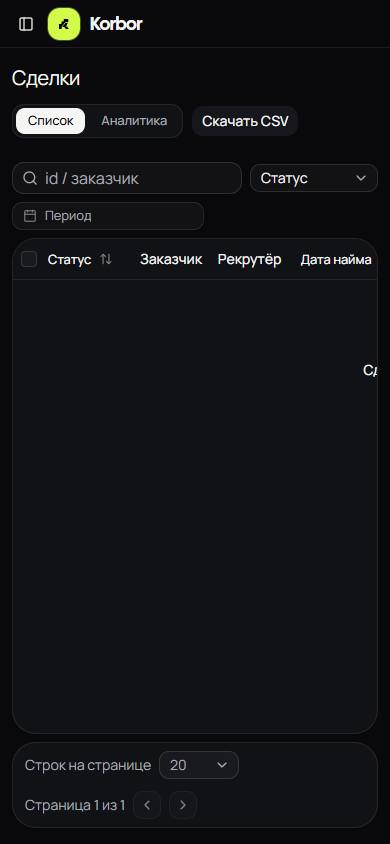 Korbor
Сделки
Список Аналитика Скачать CSV
id / заказчик Статус
Период
Статус Заказчик Рекрутёр Дата найма
Строк на странице 20
Страница 1 из 1